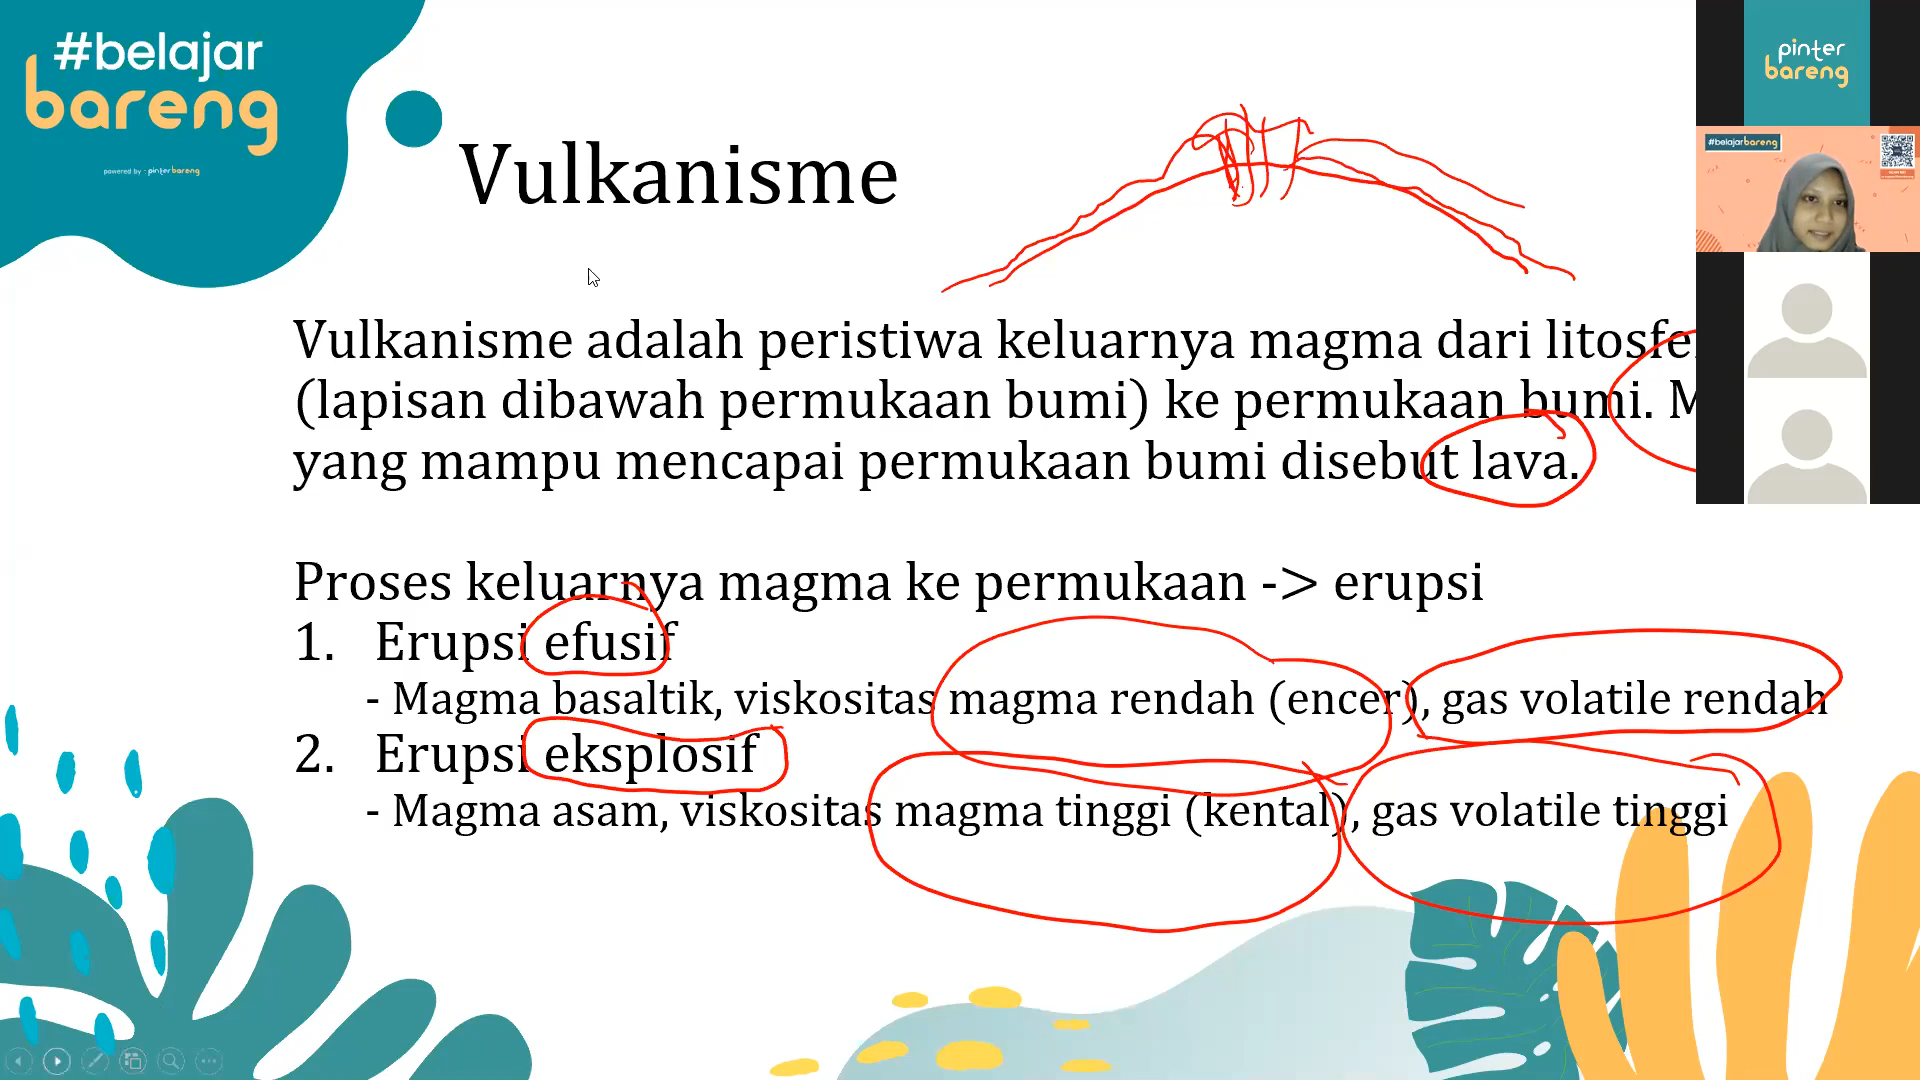 #belajar
bareng
powered by : pinterbareng
pinter
bareng
#belajarbareng
Vulkanisme
Vulkanisme adalah peristiwa keluarnya magma dari litosfe
(lapisan dibawah permukaan bumi) ke permukaan bumi. M
yang mampu mencapai permukaan bumi disebut lava.
Proses keluarnya magma ke permukaan -> erupsi
1. Erupsi efusif
- Magma basaltik, viskositas magma rendah (encer), gas volatile rendah
2. Erupsi eksplosif
- Magma asam, viskositas magma tinggi (kental), gas volatile tinggi